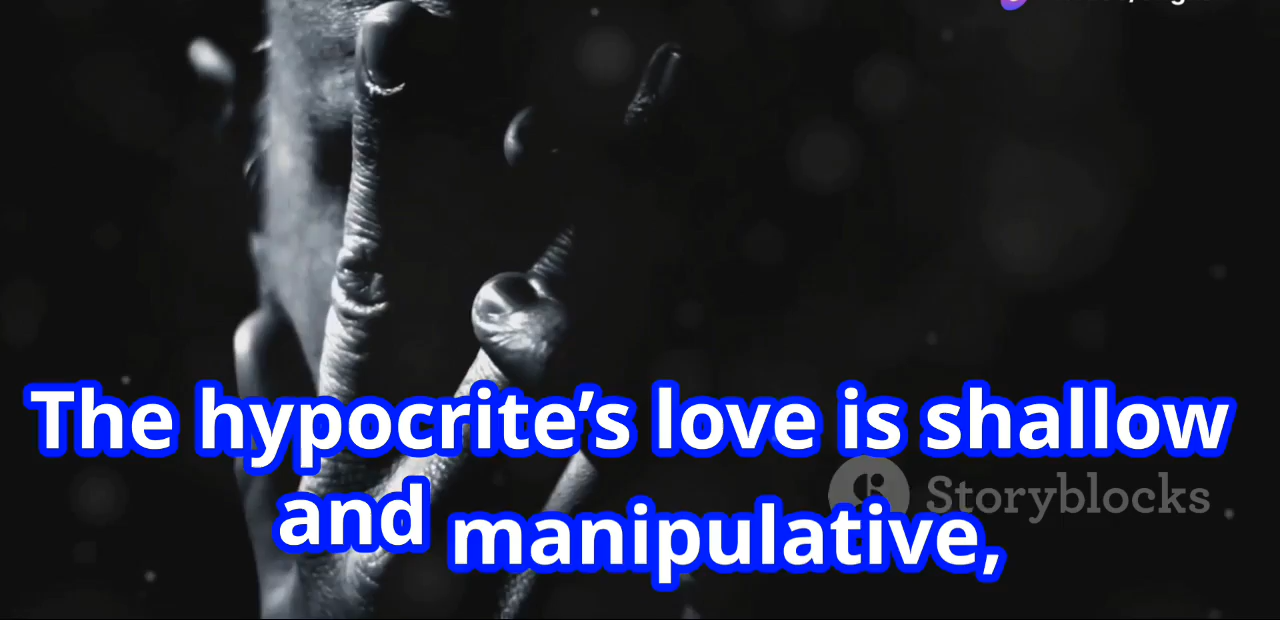 The hypocrite’s love is shallow
and manipulative,
Storyblocks